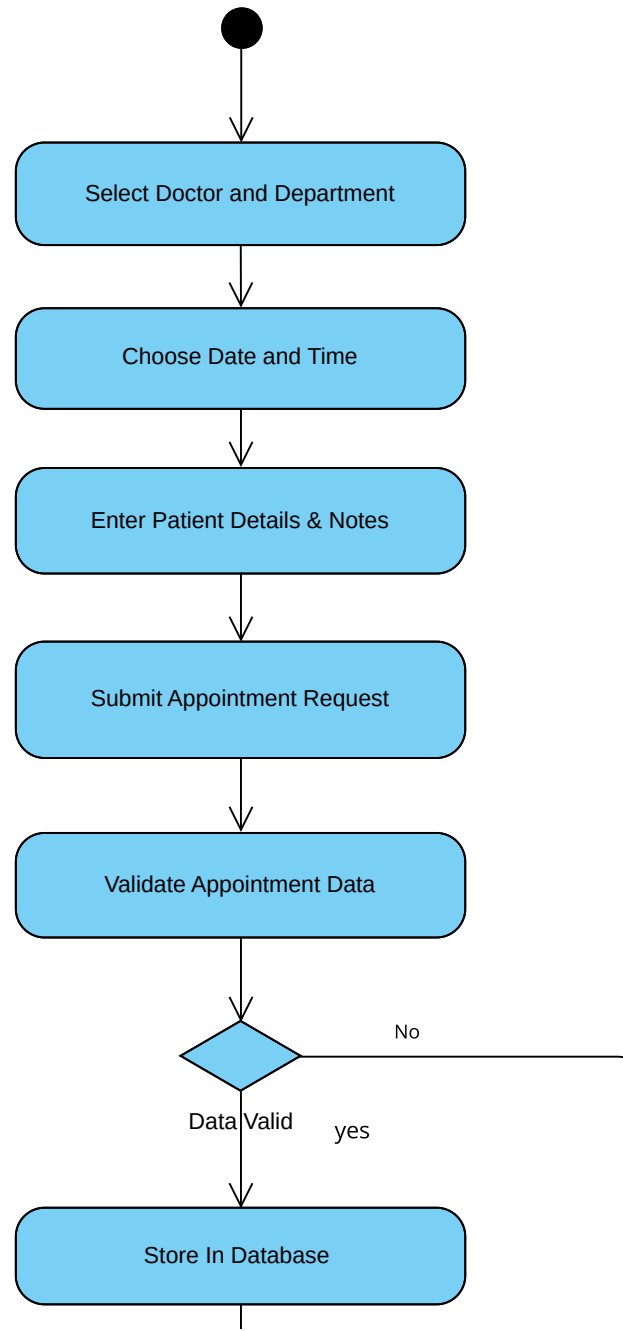 Select Doctor and Department
Choose Date and Time
Enter Patient Details & Notes
Submit Appointment Request
Validate Appointment Data
No
Data Valid
yes
Store In Database